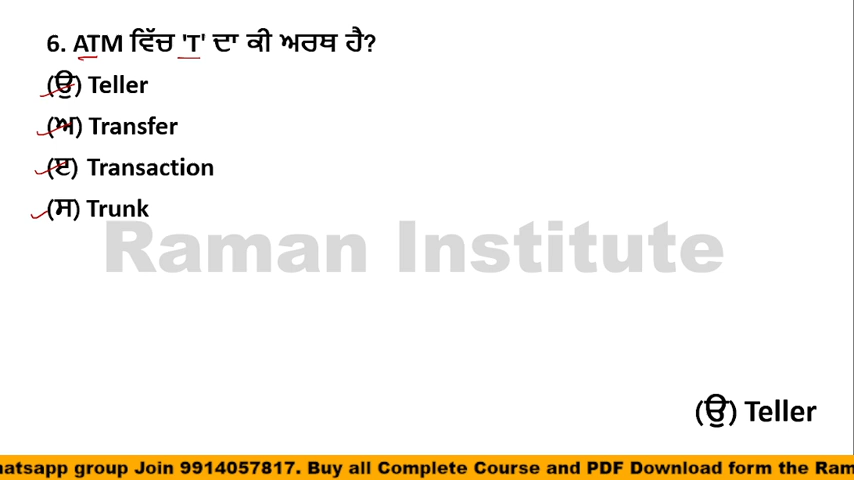 6. ATM ਵਿੱਚ 'T' ਦਾ ਕੀ ਅਰਥ ਹੈ?
(ੳ) Teller
(ਅ) Transfer
(ੲ) Transaction
(ਸ) Trunk
Raman Institute
(ੳ) Teller
hatsapp group Join 9914057817. Buy all Complete Course and PDF Download form the Ram